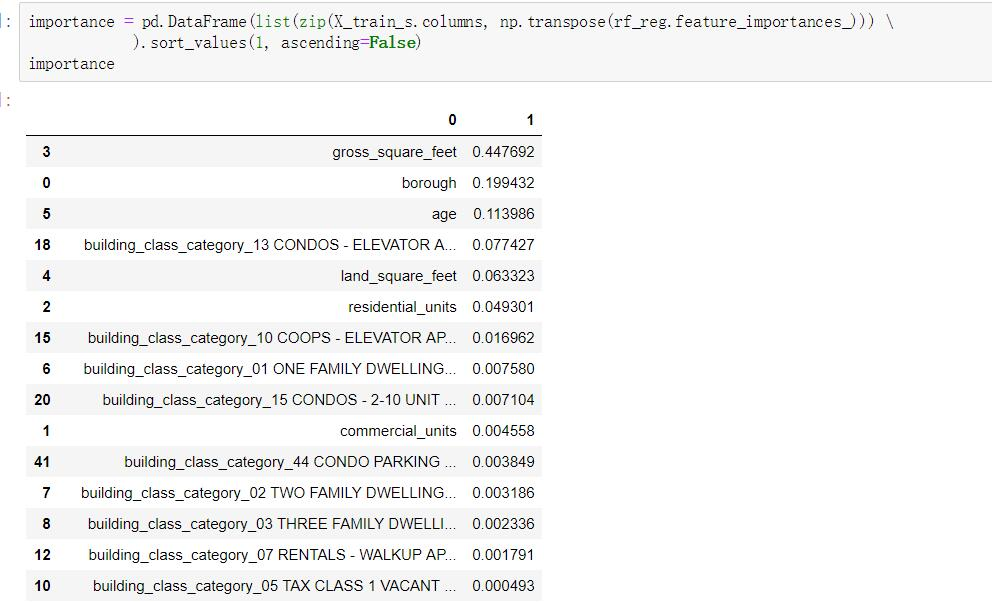 ]: importance = pd.DataFrame(list(zip(X_train_s.columns, np.transpose(rf_reg.feature_importances_))) \
).sort_values(1, ascending=False)
importance
]:
0 1
3 gross_square_feet 0.447692
0 borough 0.199432
5 age 0.113986
18 building_class_category_13 CONDOS - ELEVATOR A... 0.077427
4 land_square_feet 0.063323
2 residential_units 0.049301
15 building_class_category_10 COOPS - ELEVATOR AP... 0.016962
6 building_class_category_01 ONE FAMILY DWELLING... 0.007580
20 building_class_category_15 CONDOS - 2-10 UNIT ... 0.007104
1 commercial_units 0.004558
41 building_class_category_44 CONDO PARKING ... 0.003849
7 building_class_category_02 TWO FAMILY DWELLING... 0.003186
8 building_class_category_03 THREE FAMILY DWELLI... 0.002336
12 building_class_category_07 RENTALS - WALKUP AP... 0.001791
10 building_class_category_05 TAX CLASS 1 VACANT ... 0.000493